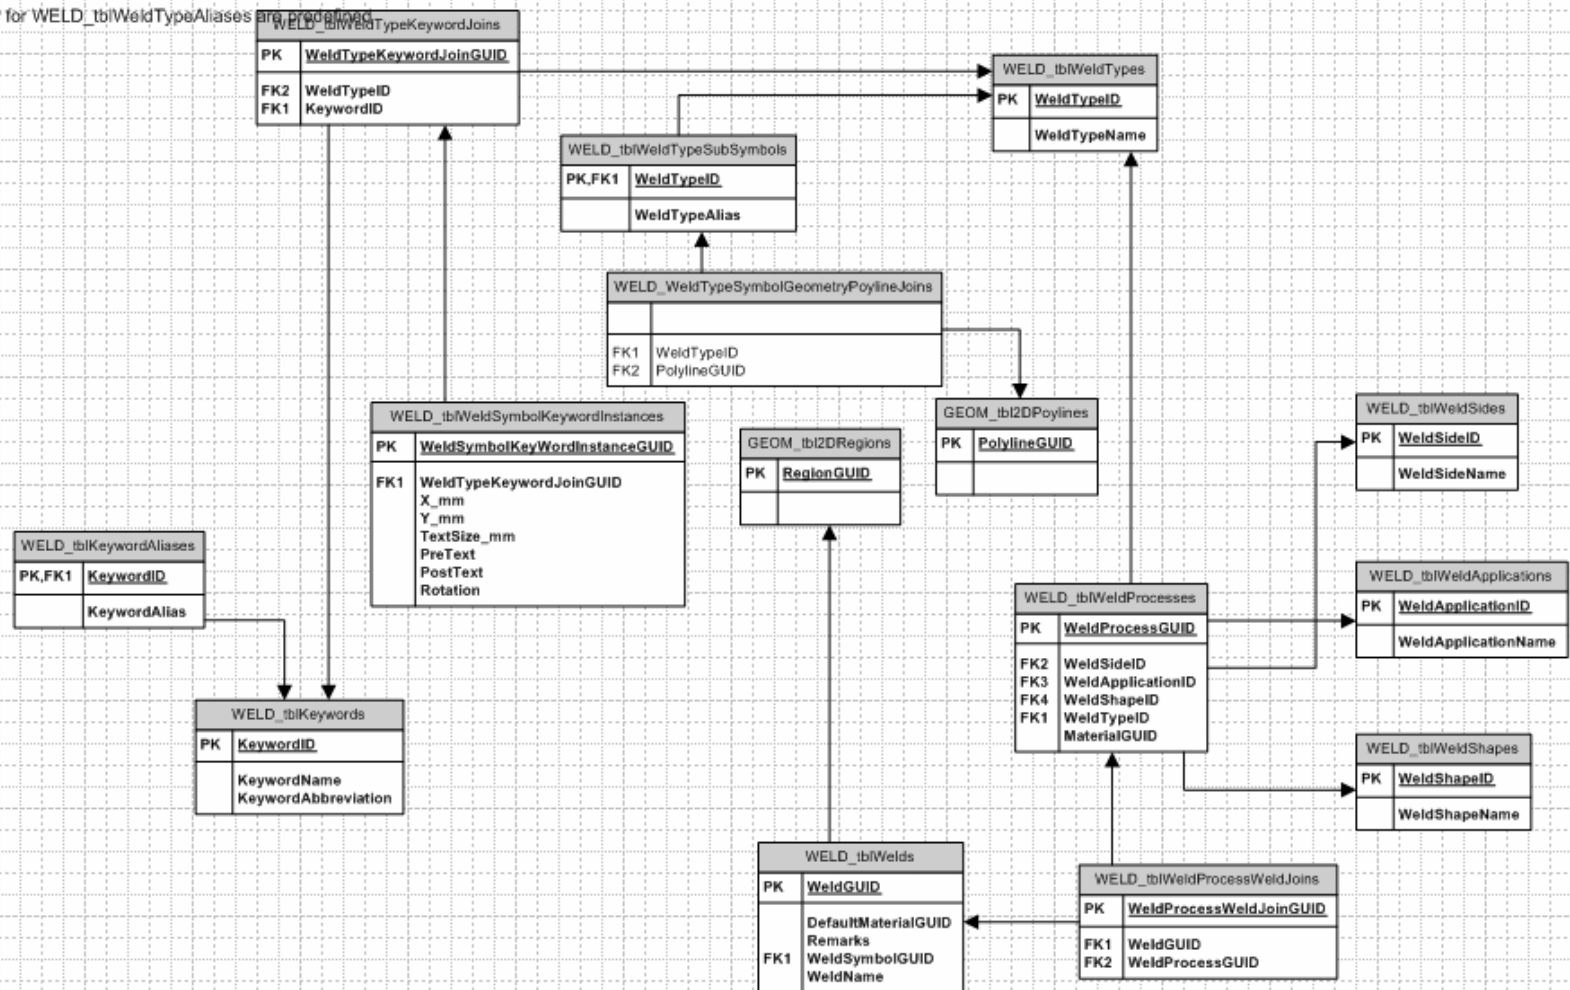 for WELD_tblWeldTypeAliases are predefined
WELD_tblWeldTypeKeywordJoins
PK WeldTypeKeywordJoinGUID
FK2 WeldTypeID
FK1 KeywordID
WELD_tblWeldTypes
PK WeldTypeID
WeldTypeName
WELD_tblWeldTypeSubSymbols
PK,FK1 WeldTypeID
WeldTypeAlias
WELD_WeldTypeSymbolGeometryPoylineJoins
FK1 WeldTypeID
FK2 PolylineGUID
WELD_tblWeldSymbolKeywordInstances
PK WeldSymbolKeyWordInstanceGUID
FK1 WeldTypeKeywordJoinGUID
X_mm
Y_mm
TextSize_mm
PreText
PostText
Rotation
GEOM_tbl2DRegions
PK RegionGUID
GEOM_tbl2DPoylines
PK PolylineGUID
WELD_tblWeldSides
PK WeldSideID
WeldSideName
WELD_tblKeywordAliases
PK,FK1 KeywordID
KeywordAlias
WELD_tblWeldApplications
PK WeldApplicationID
WeldApplicationName
WELD_tblWeldProcesses
PK WeldProcessGUID
FK2 WeldSideID
FK3 WeldApplicationID
FK4 WeldShapeID
FK1 WeldTypeID
MaterialGUID
WELD_tblKeywords
PK KeywordID
KeywordName
KeywordAbbreviation
WELD_tblWeldShapes
PK WeldShapeID
WeldShapeName
WELD_tblWelds
PK WeldGUID
DefaultMaterialGUID
Remarks
FK1 WeldSymbolGUID
WeldName
WELD_tblWeldProcessWeldJoins
PK WeldProcessWeldJoinGUID
FK1 WeldGUID
FK2 WeldProcessGUID